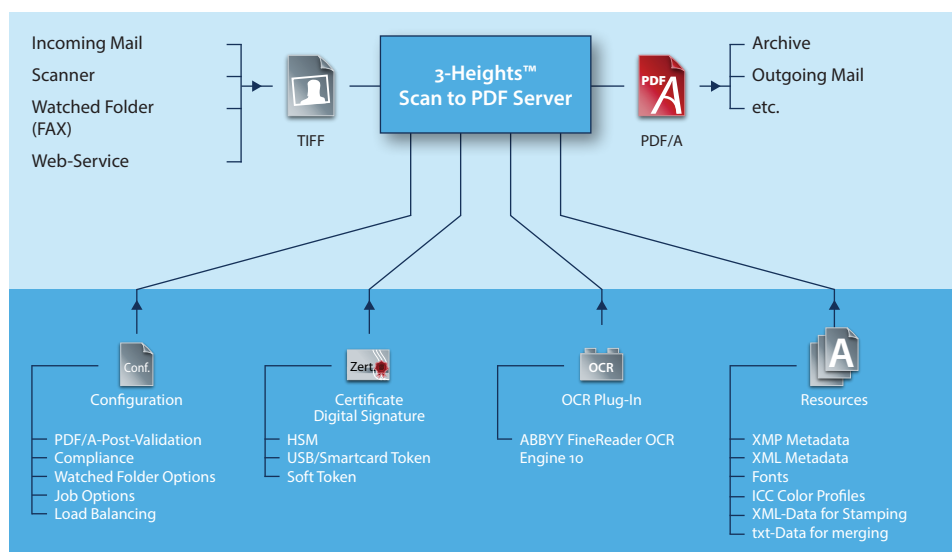 Incoming Mail
Scanner
Watched Folder
(FAX)
Web-Service
TIFF
3-Heights™
Scan to PDF Server
PDF
PDF/A
Archive
Outgoing Mail
etc.
Conf.
Configuration
PDF/A-Post-Validation
Compliance
Watched Folder Options
Job Options
Load Balancing
Zert.
Certificate
Digital Signature
HSM
USB/Smartcard Token
Soft Token
OCR
OCR Plug-In
ABBYY FineReader OCR
Engine 10
A
Resources
XMP Metadata
XML Metadata
Fonts
ICC Color Profiles
XML-Data for Stamping
txt-Data for merging